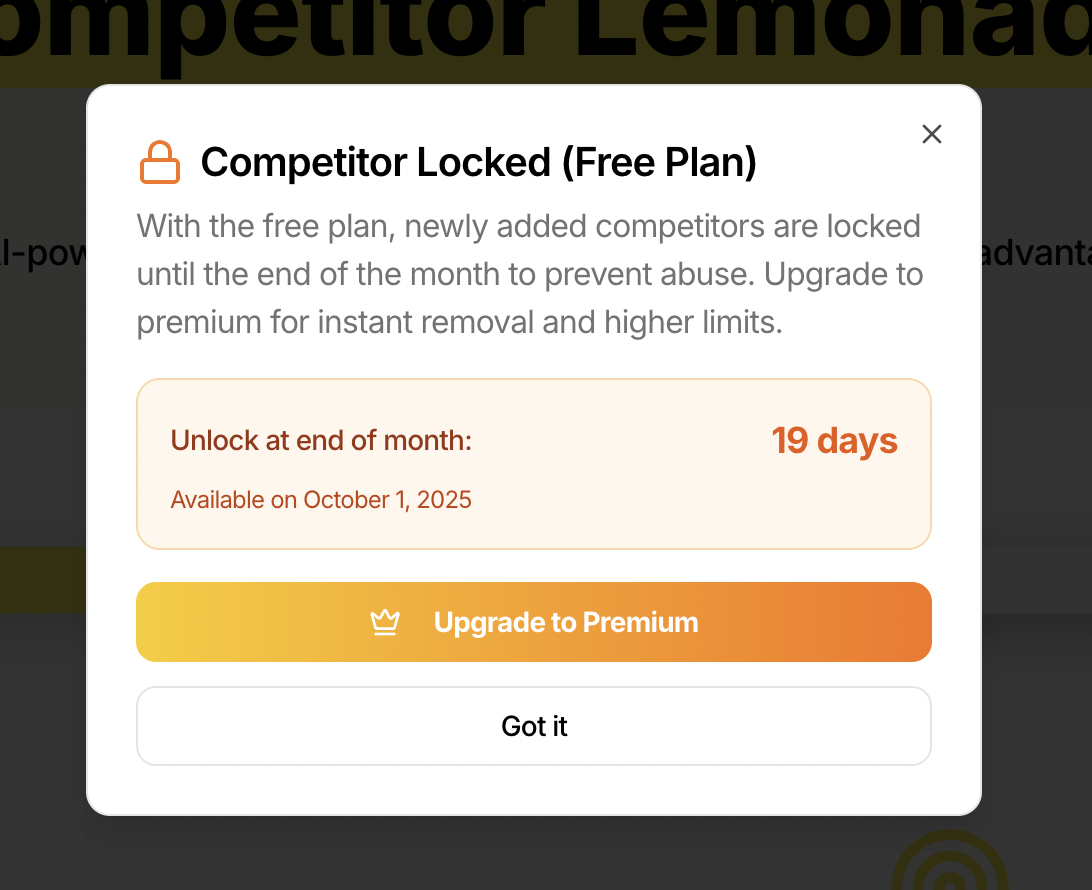 ompetitor Lemonad
Competitor Locked (Free Plan)
With the free plan, newly added competitors are locked
until the end of the month to prevent abuse. Upgrade to
premium for instant removal and higher limits.
I-pow
advanta
Unlock at end of month:
19 days
Available on October 1, 2025
Upgrade to Premium
Got it